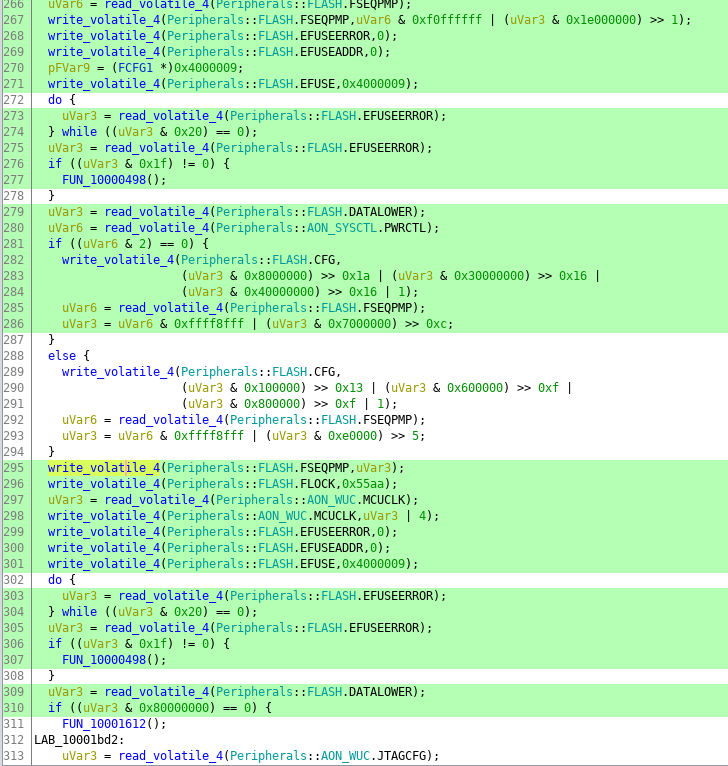 266 uVar6 = read_volatile_4(Peripherals::FLASH.FSEQPMP);
267 write_volatile_4(Peripherals::FLASH.FSEQPMP,uVar6 & 0xf0ffffff | (uVar3 & 0x1e000000) >> 1);
268 write_volatile_4(Peripherals::FLASH.EFUSEERROR,0);
269 write_volatile_4(Peripherals::FLASH.EFUSEADDR,0);
270 pFVar9 = (FCFG1 *)0x4000009;
271 write_volatile_4(Peripherals::FLASH.EFUSE,0x4000009);
272 do {
273 uVar3 = read_volatile_4(Peripherals::FLASH.EFUSEERROR);
274 } while ((uVar3 & 0x20) == 0);
275 uVar3 = read_volatile_4(Peripherals::FLASH.EFUSEERROR);
276 if ((uVar3 & 0x1f) != 0) {
277 FUN_10000498();
278 }
279 uVar3 = read_volatile_4(Peripherals::FLASH.DATALOWER);
280 uVar6 = read_volatile_4(Peripherals::AON_SYSCTL.PWRCTL);
281 if ((uVar6 & 2) == 0) {
282 write_volatile_4(Peripherals::FLASH.CFG,
283 (uVar3 & 0x8000000) >> 0x1a | (uVar3 & 0x30000000) >> 0x16 |
284 (uVar3 & 0x40000000) >> 0x16 | 1);
285 uVar6 = read_volatile_4(Peripherals::FLASH.FSEQPMP);
286 uVar3 = uVar6 & 0xffff8fff | (uVar3 & 0x7000000) >> 0xc;
287 }
288 else {
289 write_volatile_4(Peripherals::FLASH.CFG,
290 (uVar3 & 0x100000) >> 0x13 | (uVar3 & 0x600000) >> 0xf |
291 (uVar3 & 0x800000) >> 0xf | 1);
292 uVar6 = read_volatile_4(Peripherals::FLASH.FSEQPMP);
293 uVar3 = uVar6 & 0xffff8fff | (uVar3 & 0xe0000) >> 5;
294 }
295 write_volatile_4(Peripherals::FLASH.FSEQPMP,uVar3);
296 write_volatile_4(Peripherals::FLASH.FLOCK,0x55aa);
297 uVar3 = read_volatile_4(Peripherals::AON_WUC.MCUCLK);
298 write_volatile_4(Peripherals::AON_WUC.MCUCLK,uVar3 | 4);
299 write_volatile_4(Peripherals::FLASH.EFUSEERROR,0);
300 write_volatile_4(Peripherals::FLASH.EFUSEADDR,0);
301 write_volatile_4(Peripherals::FLASH.EFUSE,0x4000009);
302 do {
303 uVar3 = read_volatile_4(Peripherals::FLASH.EFUSEERROR);
304 } while ((uVar3 & 0x20) == 0);
305 uVar3 = read_volatile_4(Peripherals::FLASH.EFUSEERROR);
306 if ((uVar3 & 0x1f) != 0) {
307 FUN_10000498();
308 }
309 uVar3 = read_volatile_4(Peripherals::FLASH.DATALOWER);
310 if ((uVar3 & 0x80000000) == 0) {
311 FUN_10001612();
312 LAB_10001bd2:
313 uVar3 = read_volatile_4(Peripherals::AON_WUC.JTAGCFG);